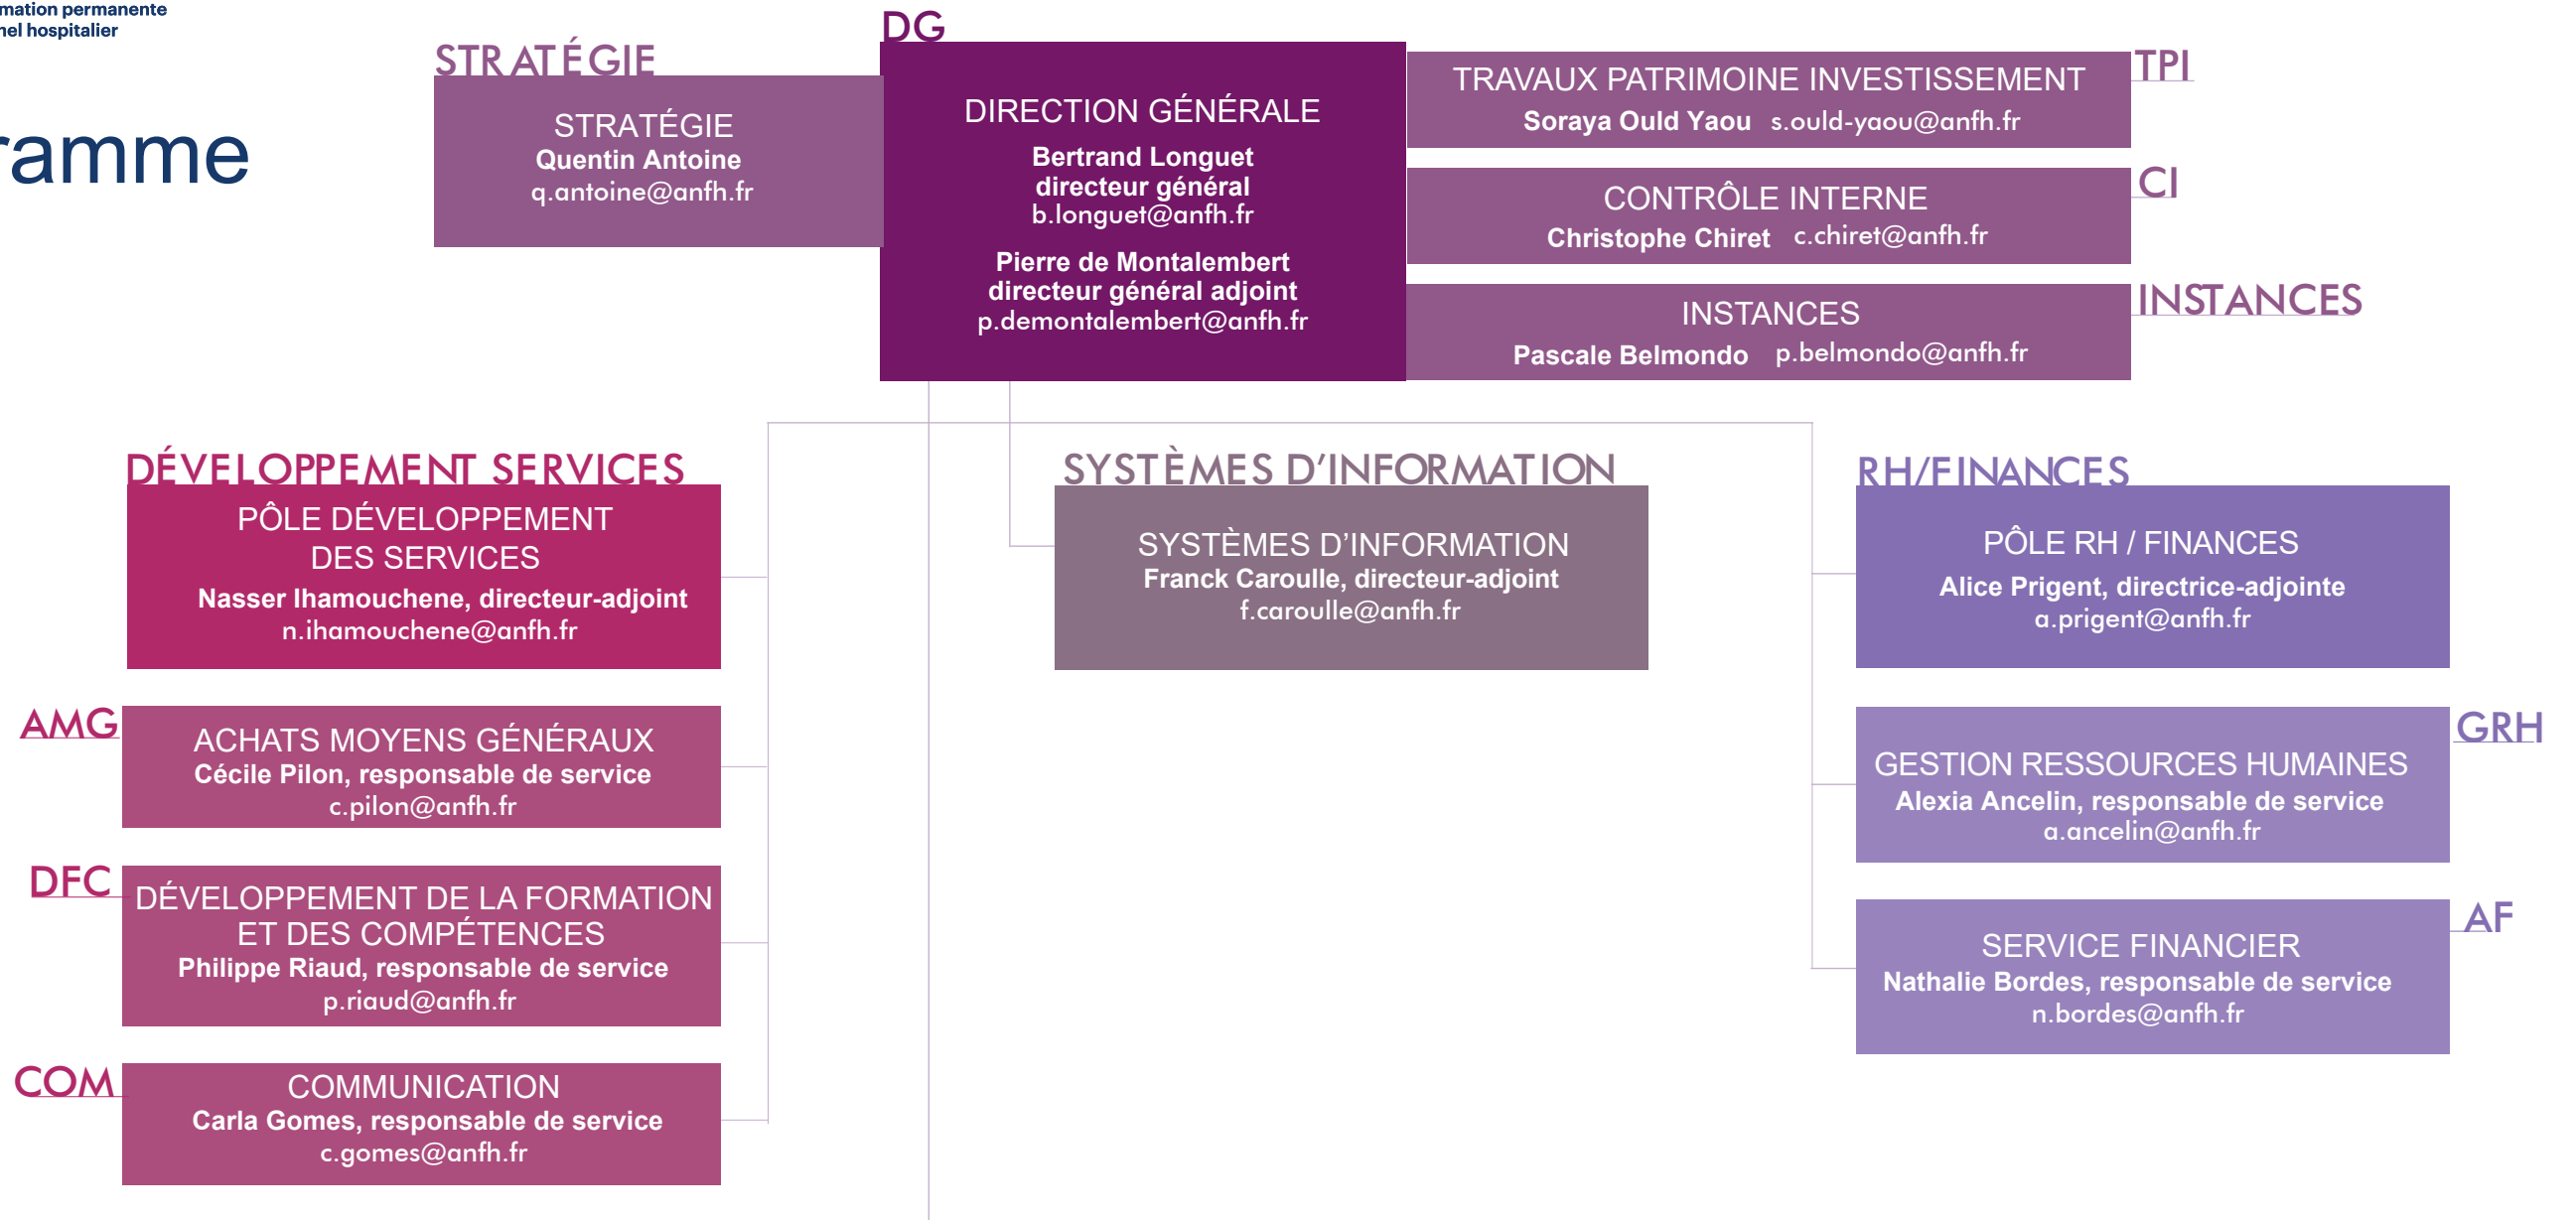 nel hospitalier
DG
STRATÉGIE
STRATÉGIE
Quentin Antoine
q.antoine@anfh.fr
DIRECTION GÉNÉRALE
Bertrand Longuet
directeur général
b.longuet@anfh.fr
Pierre de Montalembert
directeur général adjoint
p.demontalembert@anfh.fr
TPI
TRAVAUX PATRIMOINE INVESTISSEMENT
Soraya Ould Yaou s.ould-yaou@anfh.fr
CI
CONTRÔLE INTERNE
Christophe Chiret c.chiret@anfh.fr
INSTANCES
INSTANCES
Pascale Belmondo p.belmondo@anfh.fr
DÉVELOPPEMENT SERVICES
PÔLE DÉVELOPPEMENT
DES SERVICES
Nasser Ihamouchene, directeur-adjoint
n.ihamouchene@anfh.fr
AMG
ACHATS MOYENS GÉNÉRAUX
Cécile Pilon, responsable de service
c.pilon@anfh.fr
DFC
DÉVELOPPEMENT DE LA FORMATION
ET DES COMPÉTENCES
Philippe Riaud, responsable de service
p.riaud@anfh.fr
COM
COMMUNICATION
Carla Gomes, responsable de service
c.gomes@anfh.fr
SYSTÈMES D'INFORMATION
SYSTÈMES D'INFORMATION
Franck Caroulle, directeur-adjoint
f.caroulle@anfh.fr
RH/FINANCES
PÔLE RH / FINANCES
Alice Prigent, directrice-adjointe
a.prigent@anfh.fr
GRH
GESTION RESSOURCES HUMAINES
Alexia Ancelin, responsable de service
a.ancelin@anfh.fr
AF
SERVICE FINANCIER
Nathalie Bordes, responsable de service
n.bordes@anfh.fr
mation permanente
ramme